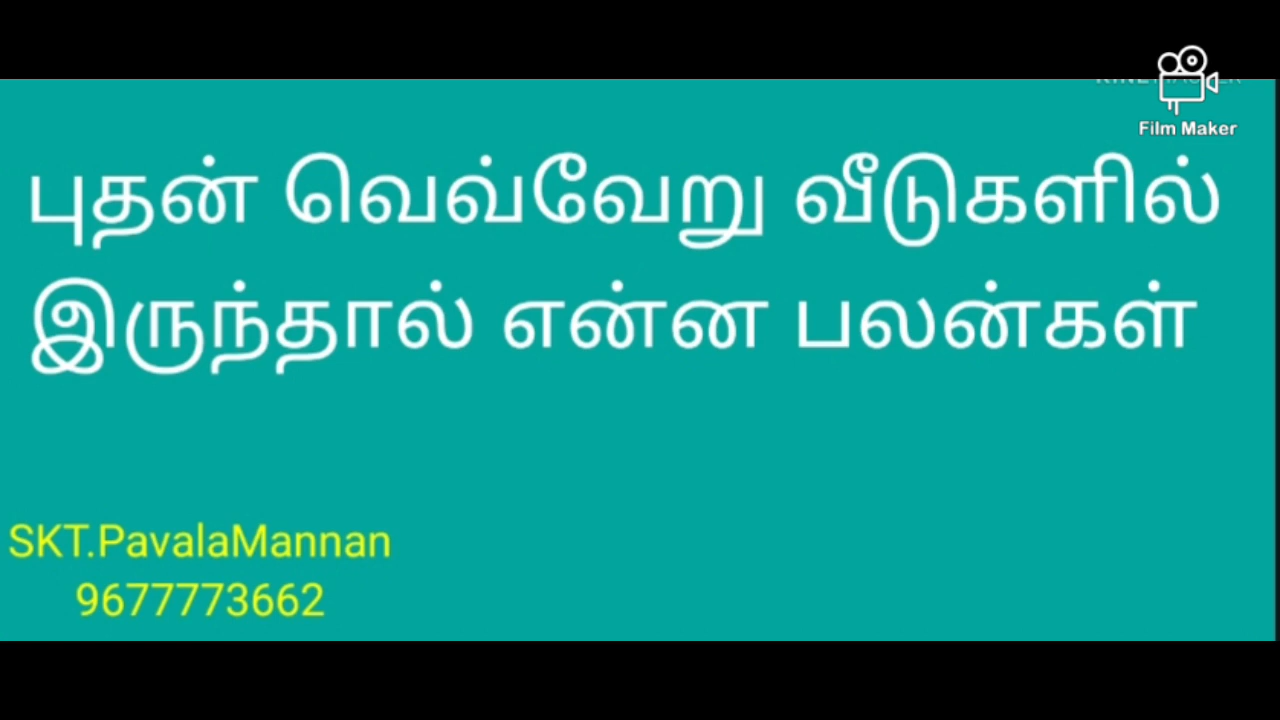 Film Maker
புதன் வெவ்வேறு வீடுகளில்
இருந்தால் என்ன பலன்கள்
SKT.PavalaMannan
9677773662